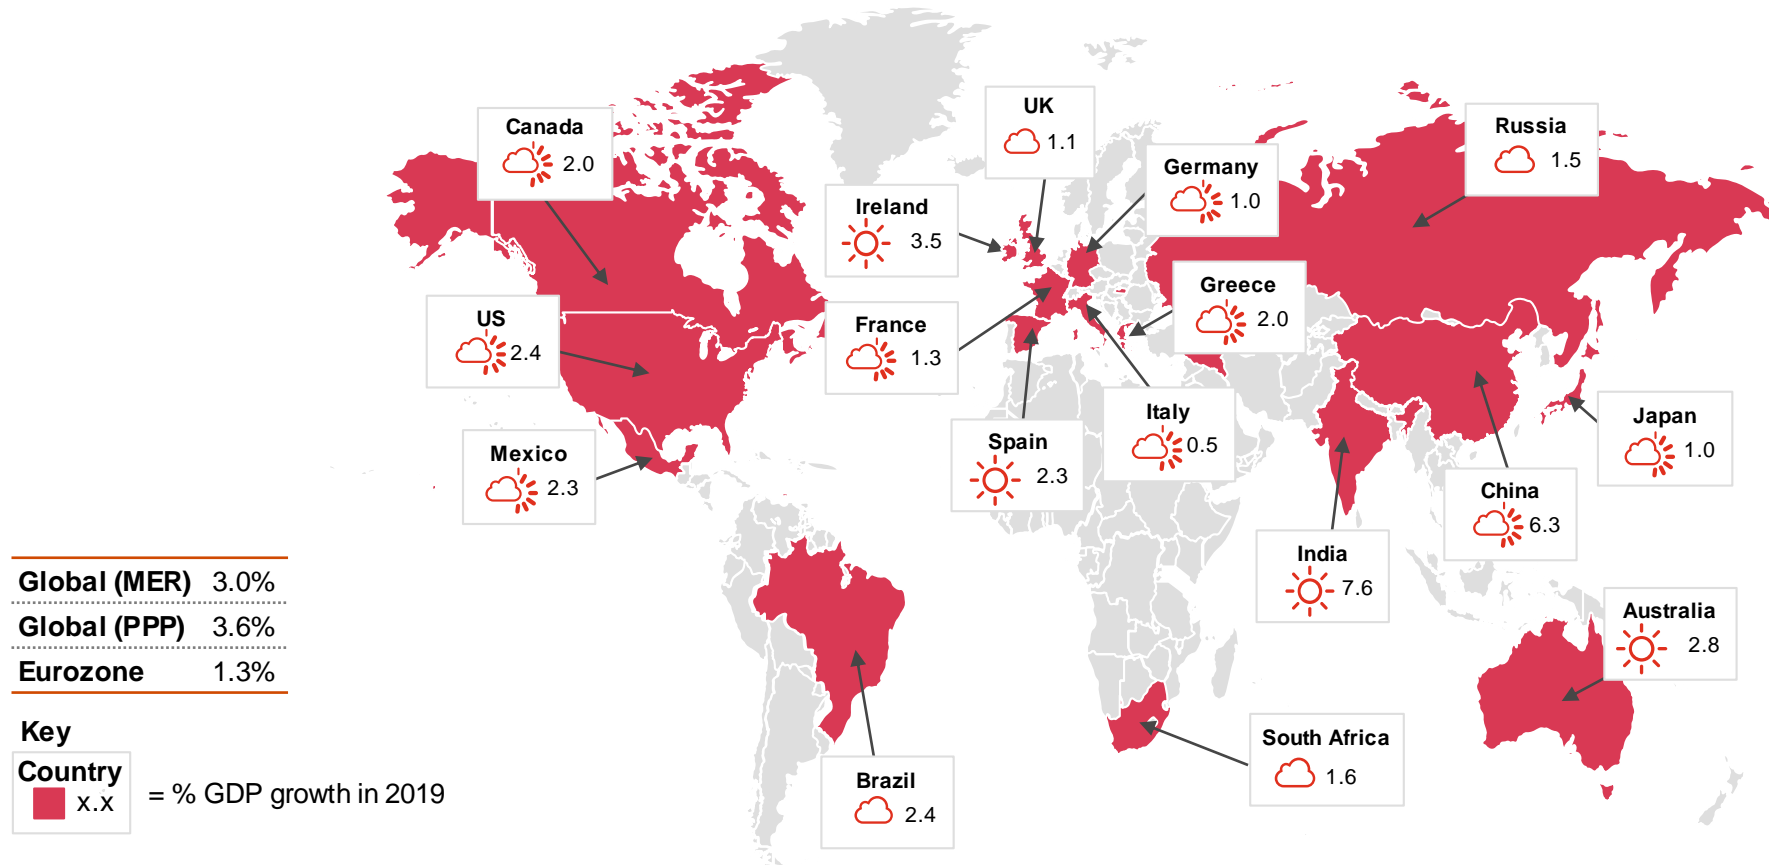 Canada
2.0
UK
1.1
Russia
1.5
Germany
1.0
Ireland
3.5
Greece
2.0
US
2.4
France
1.3
Italy
0.5
Japan
1.0
Mexico
2.3
Spain
2.3
China
6.3
India
7.6
Australia
2.8
Global (MER) 3.0%
Global (PPP) 3.6%
Eurozone 1.3%
South Africa
1.6
Brazil
2.4
Key
Country
x.x
= % GDP growth in 2019